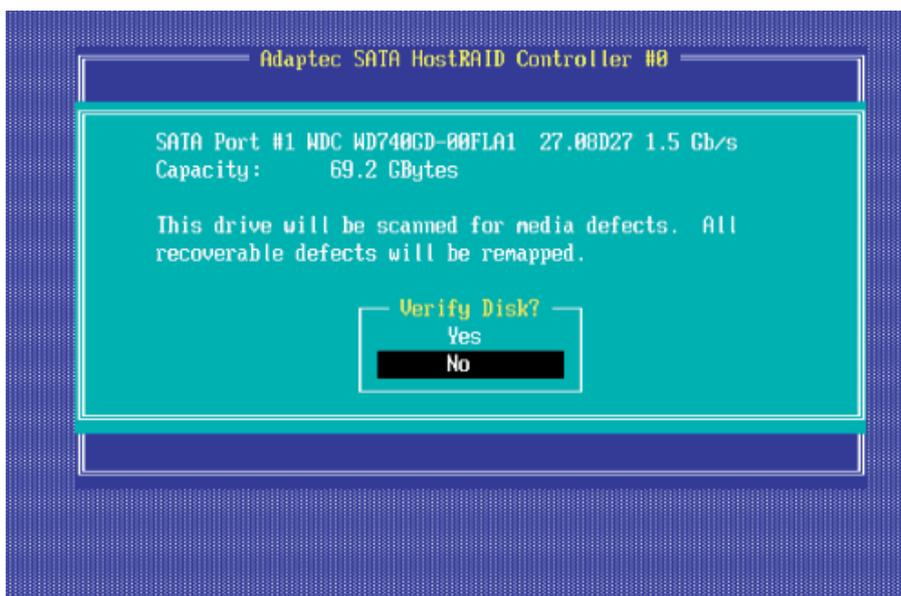 Adaptec SATA HostRAID Controller #0
SATA Port #1 WDC WD740GD-00FLA1 27.08D27 1.5 Gb/s
Capacity: 69.2 GBytes
This drive will be scanned for media defects. All
recoverable defects will be remapped.
Verify Disk?
Yes
No